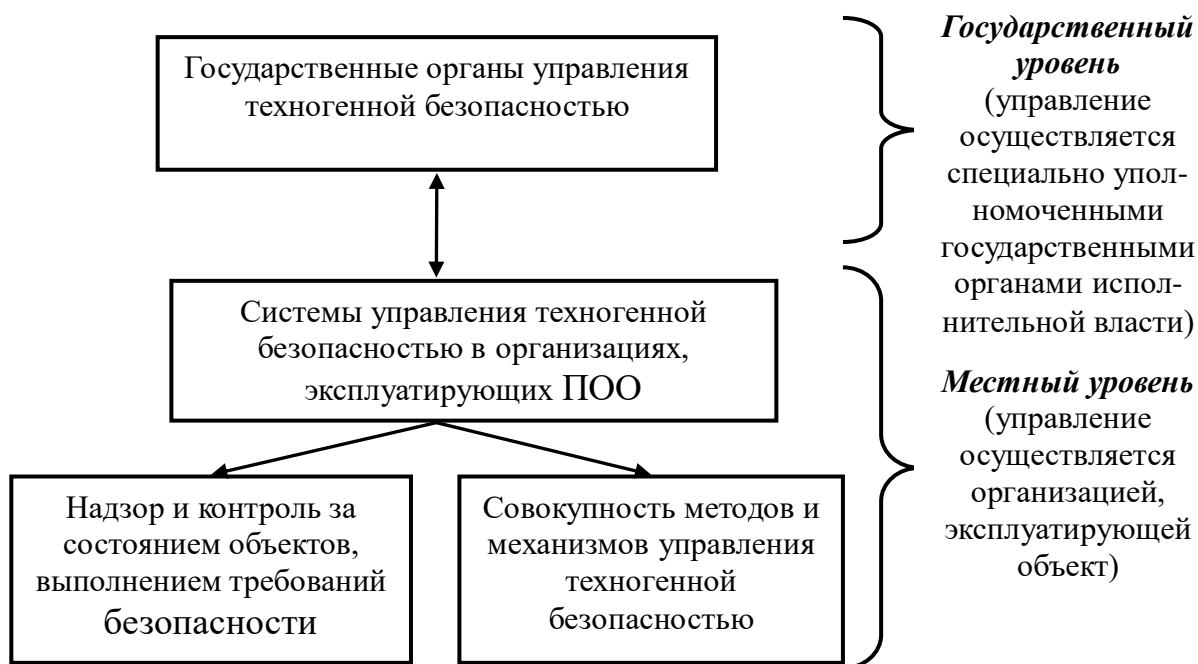 Государственные органы управления
техногенной безопасностью
Государственный
уровень
(управление
осуществляется
специально упол-
номоченными
государственными
органами испол-
нительной власти)
Системы управления техногенной
безопасностью в организациях,
эксплуатирующих ПОО
Местный уровень
(управление
осуществляется
организацией,
эксплуатирующей
объект)
Надзор и контроль за
состоянием объектов,
выполнением требований
безопасности
Совокупность методов и
механизмов управления
техногенной
безопасностью